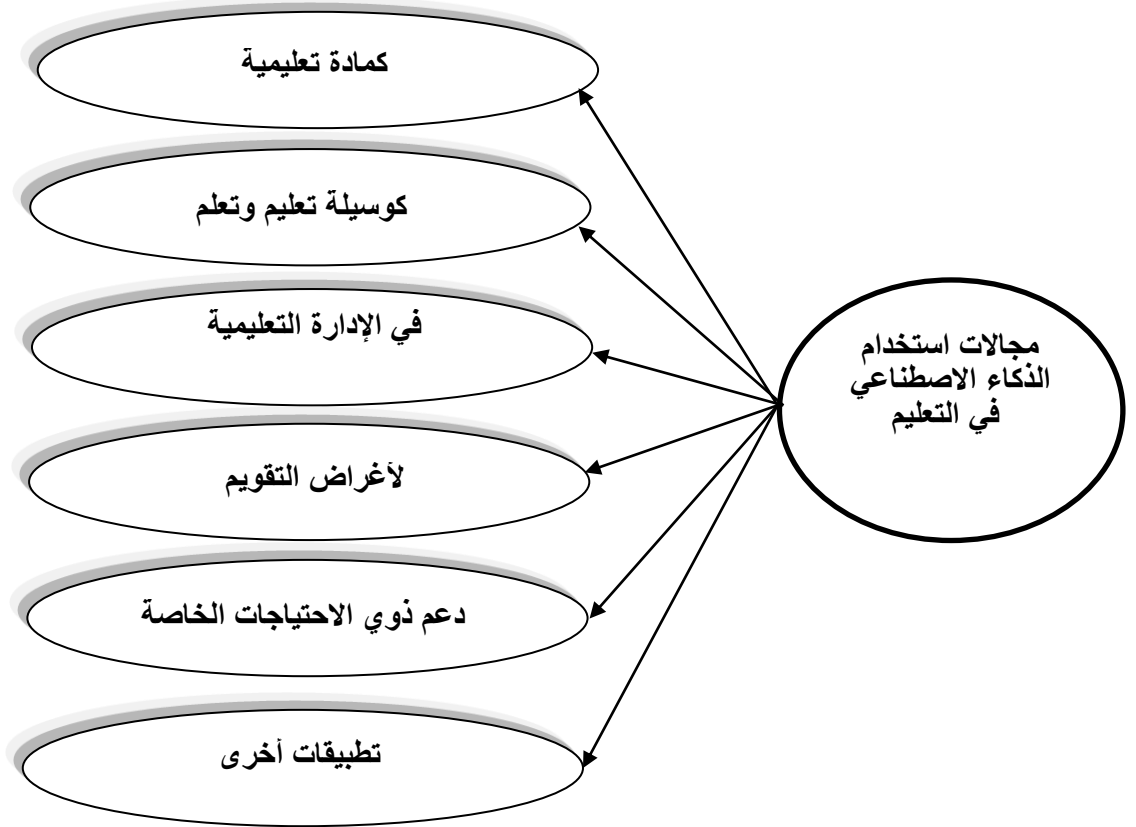 مجالات استخدام
الذكاء الاصطناعي
في التعليم
كمادة تعليمية
كوسيلة تعليم وتعلم
في الإدارة التعليمية
لأغراض التقويم
دعم ذوي الاحتياجات الخاصة
تطبيقات أخرى